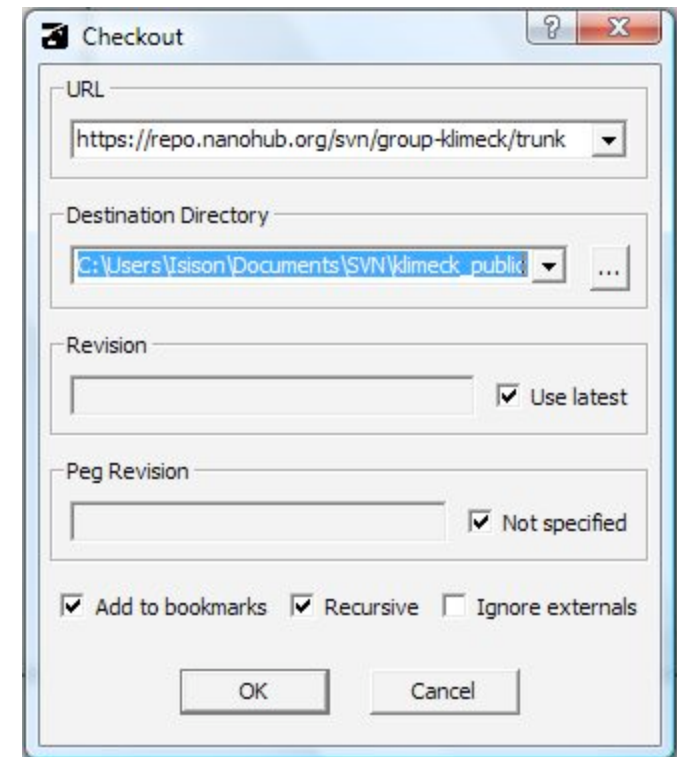 Checkout
URL
https://repo.nanohub.org/svn/group-klimeck/trunk
Destination Directory
C:\Users\Isison\Documents\SVN\klimeck_public
...
Revision
Use latest
Peg Revision
Not specified
Add to bookmarks Recursive Ignore externals
OK Cancel